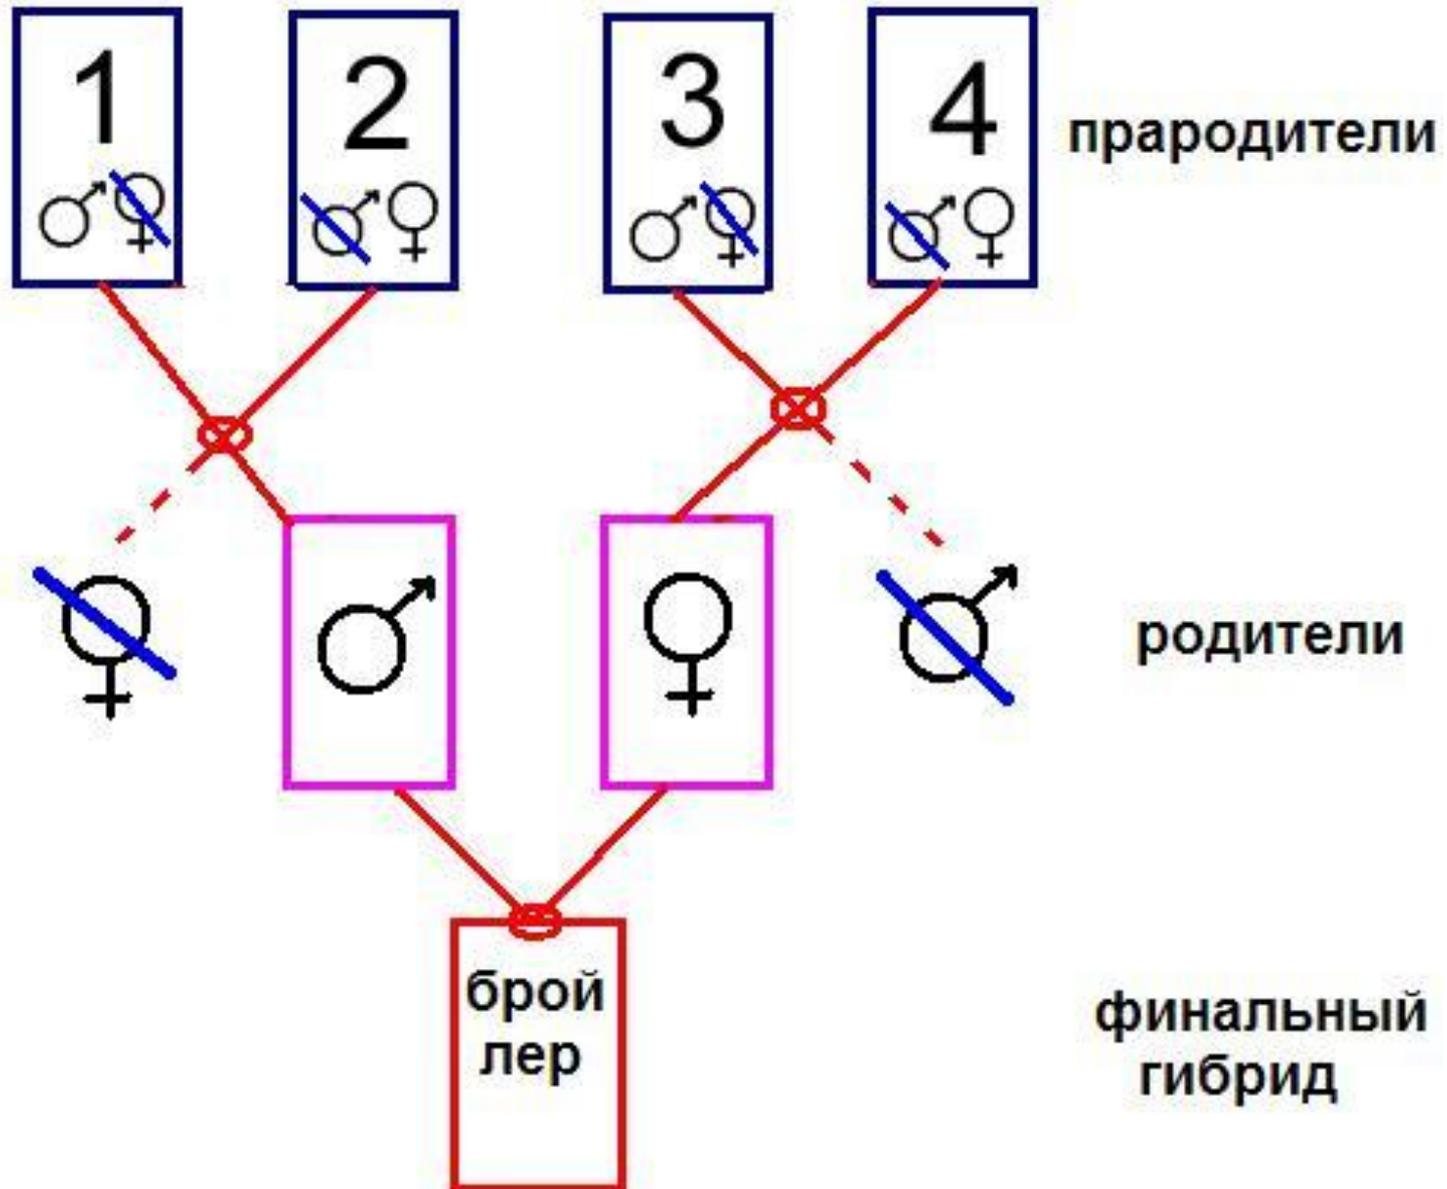 1 2 3 4
прародители
родители
брой
лер
финальный
гибрид